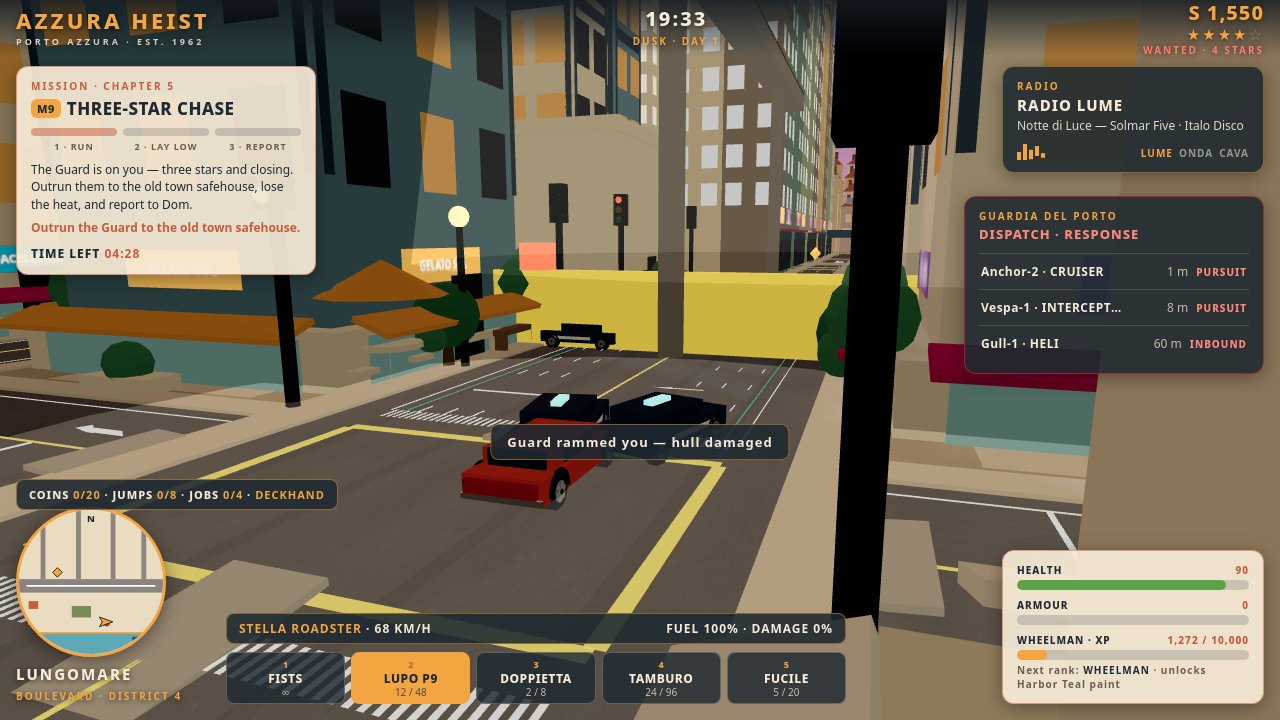 AZZURA HEIST
PORTO AZZURA · EST. 1962
19:33
DUSK · DAY 1
S 1,550
★★★★☆
WANTED · 4 STARS
MISSION · CHAPTER 5
M9 THREE-STAR CHASE
1 · RUN 2 · LAY LOW 3 · REPORT
The Guard is on you — three stars and closing.
Outrun them to the old town safehouse, lose
the heat, and report to Dom.
Outrun the Guard to the old town safehouse.
TIME LEFT 04:28
RADIO
RADIO LUME
Notte di Luce — Solmar Five · Italo Disco
LUME ONDA CAVA
GUARDIA DEL PORTO
DISPATCH · RESPONSE
Anchor-2 · CRUISER 1 m PURSUIT
Vespa-1 · INTERCEPT… 8 m PURSUIT
Gull-1 · HELI 60 m INBOUND
GELATO SOL
GELATO
Guard rammed you — hull damaged
COINS 0/20 · JUMPS 0/8 · JOBS 0/4 · DECKHAND
N
LUNGOMARE
BOULEVARD · DISTRICT 4
STELLA ROADSTER · 68 KM/H
FUEL 100% · DAMAGE 0%
1
FISTS
∞
2
LUPO P9
12 / 48
3
DOPPIETTA
2 / 8
4
TAMBURO
24 / 96
5
FUCILE
5 / 20
HEALTH 90
ARMOUR 0
WHEELMAN · XP 1,272 / 10,000
Next rank: WHEELMAN · unlocks
Harbor Teal paint